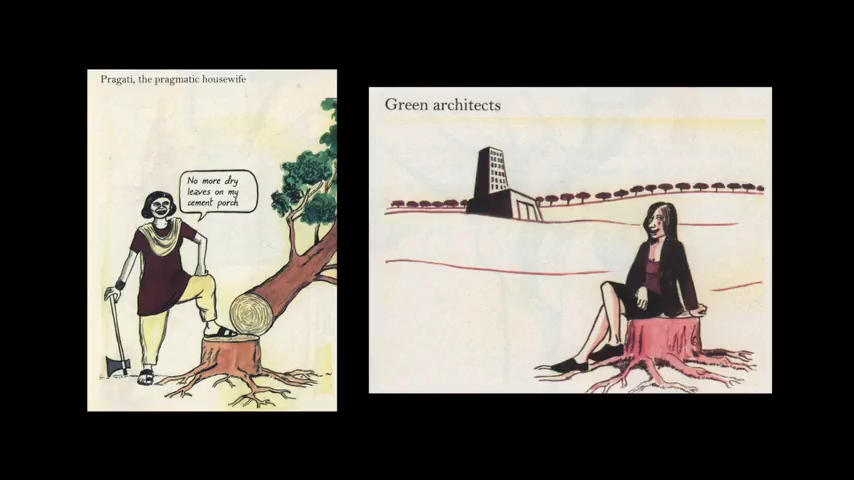 Pragati, the pragmatic housewife
No more dry
leaves on my
cement porch
Green architects